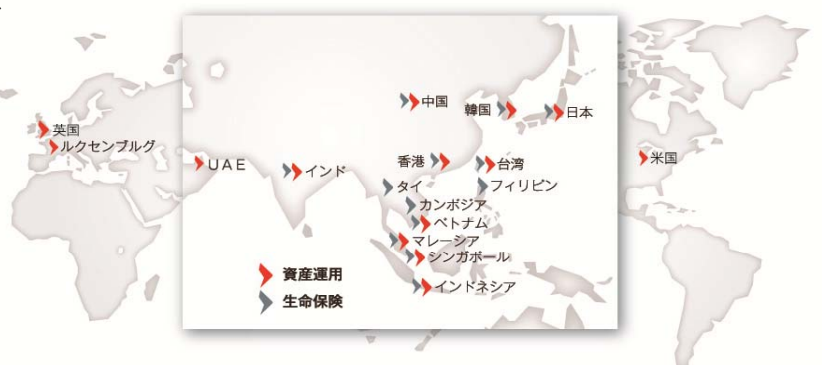 中国
韓国
日本
英国
ルクセンブルグ
UAE
インド
香港
台湾
米国
タイ
フィリピン
カンボジア
ベトナム
マレーシア
シンガポール
インドネシア
資産運用
生命保険